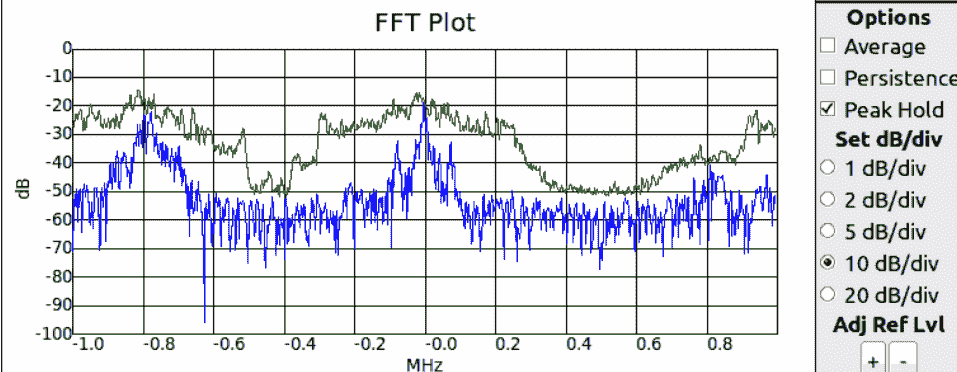 FFT Plot
0
-10
-20
-30
-40
-50
-60
-70
-80
-90
-100
dB
-1.0 -0.8 -0.6 -0.4 -0.2 -0.0 0.2 0.4 0.6 0.8
MHz
Options
Average
Persistence
Peak Hold
Set dB/div
1 dB/div
2 dB/div
5 dB/div
10 dB/div
20 dB/div
Adj Ref Lvl
+ -